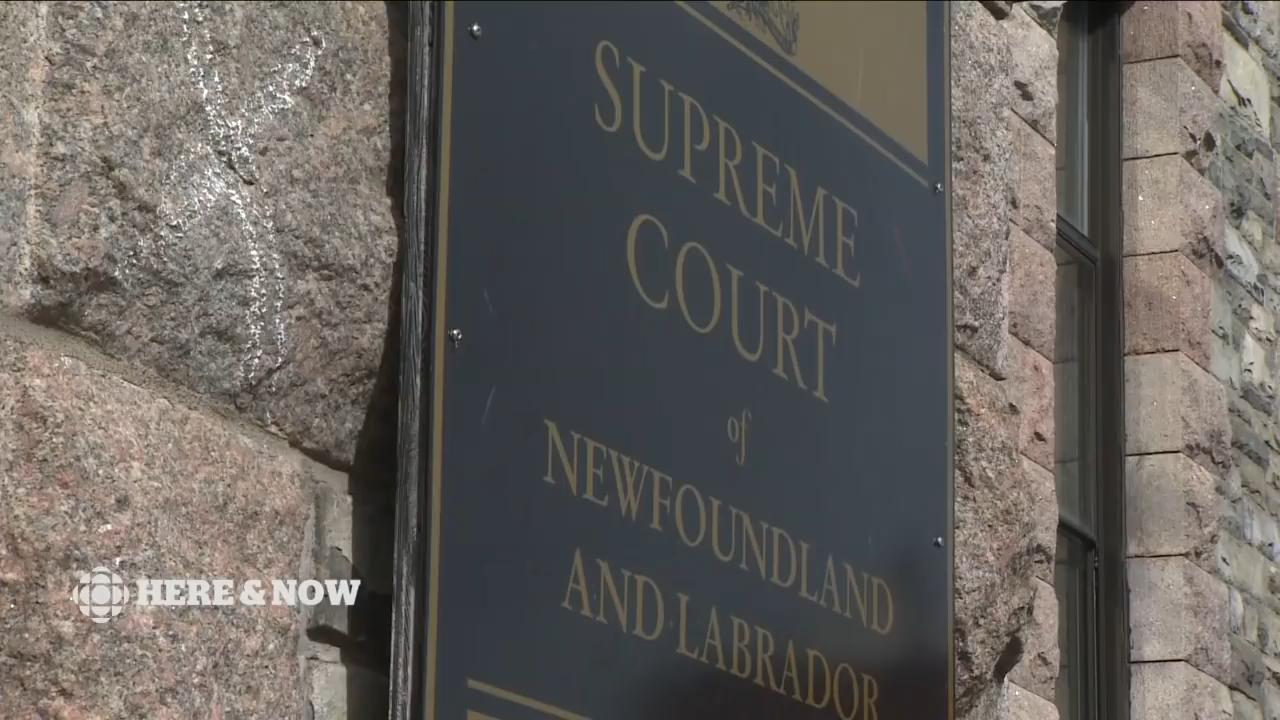 SUPREME
COURT
of
NEWFOUNDLAND
AND LABRADOR
HERE & NOW